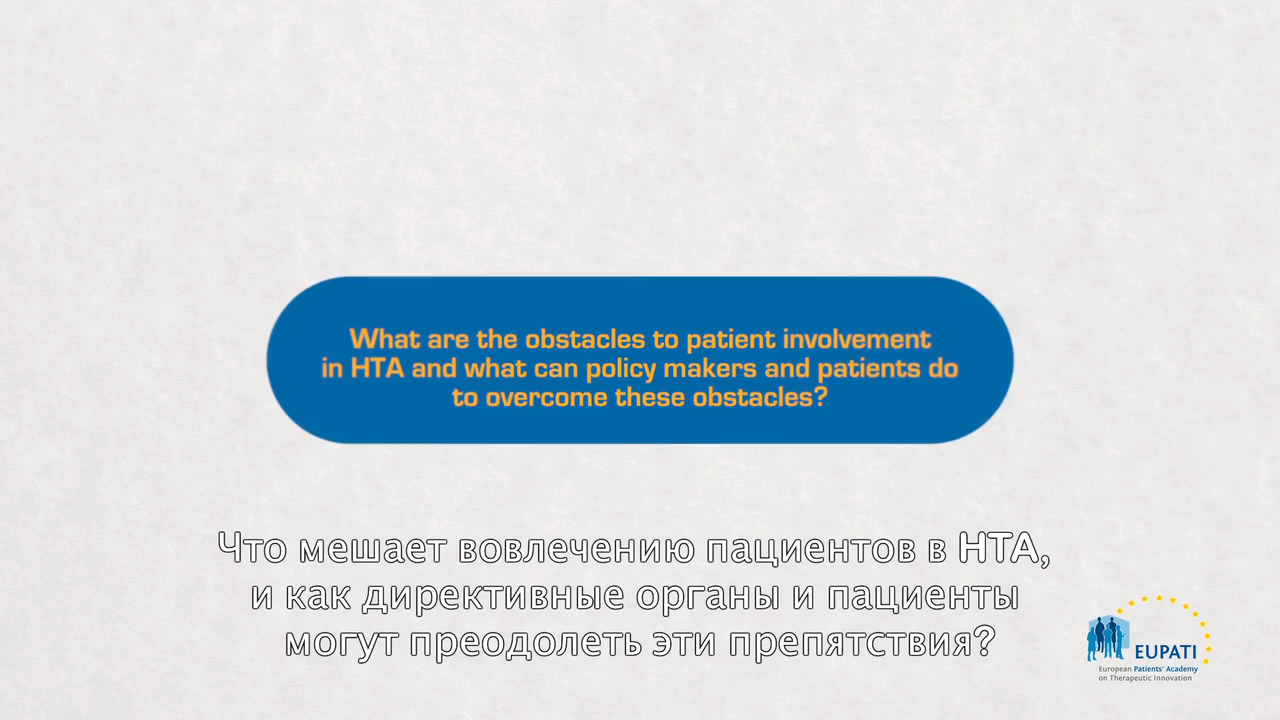 What are the obstacles to patient involvement
in HTA and what can policy makers and patients do
to overcome these obstacles?
Что мешает вовлечению пациентов в HTA,
и как директивные органы и пациенты
могут преодолеть эти препятствия?
EUPATI
European Patients' Academy
on Therapeutic Innovation